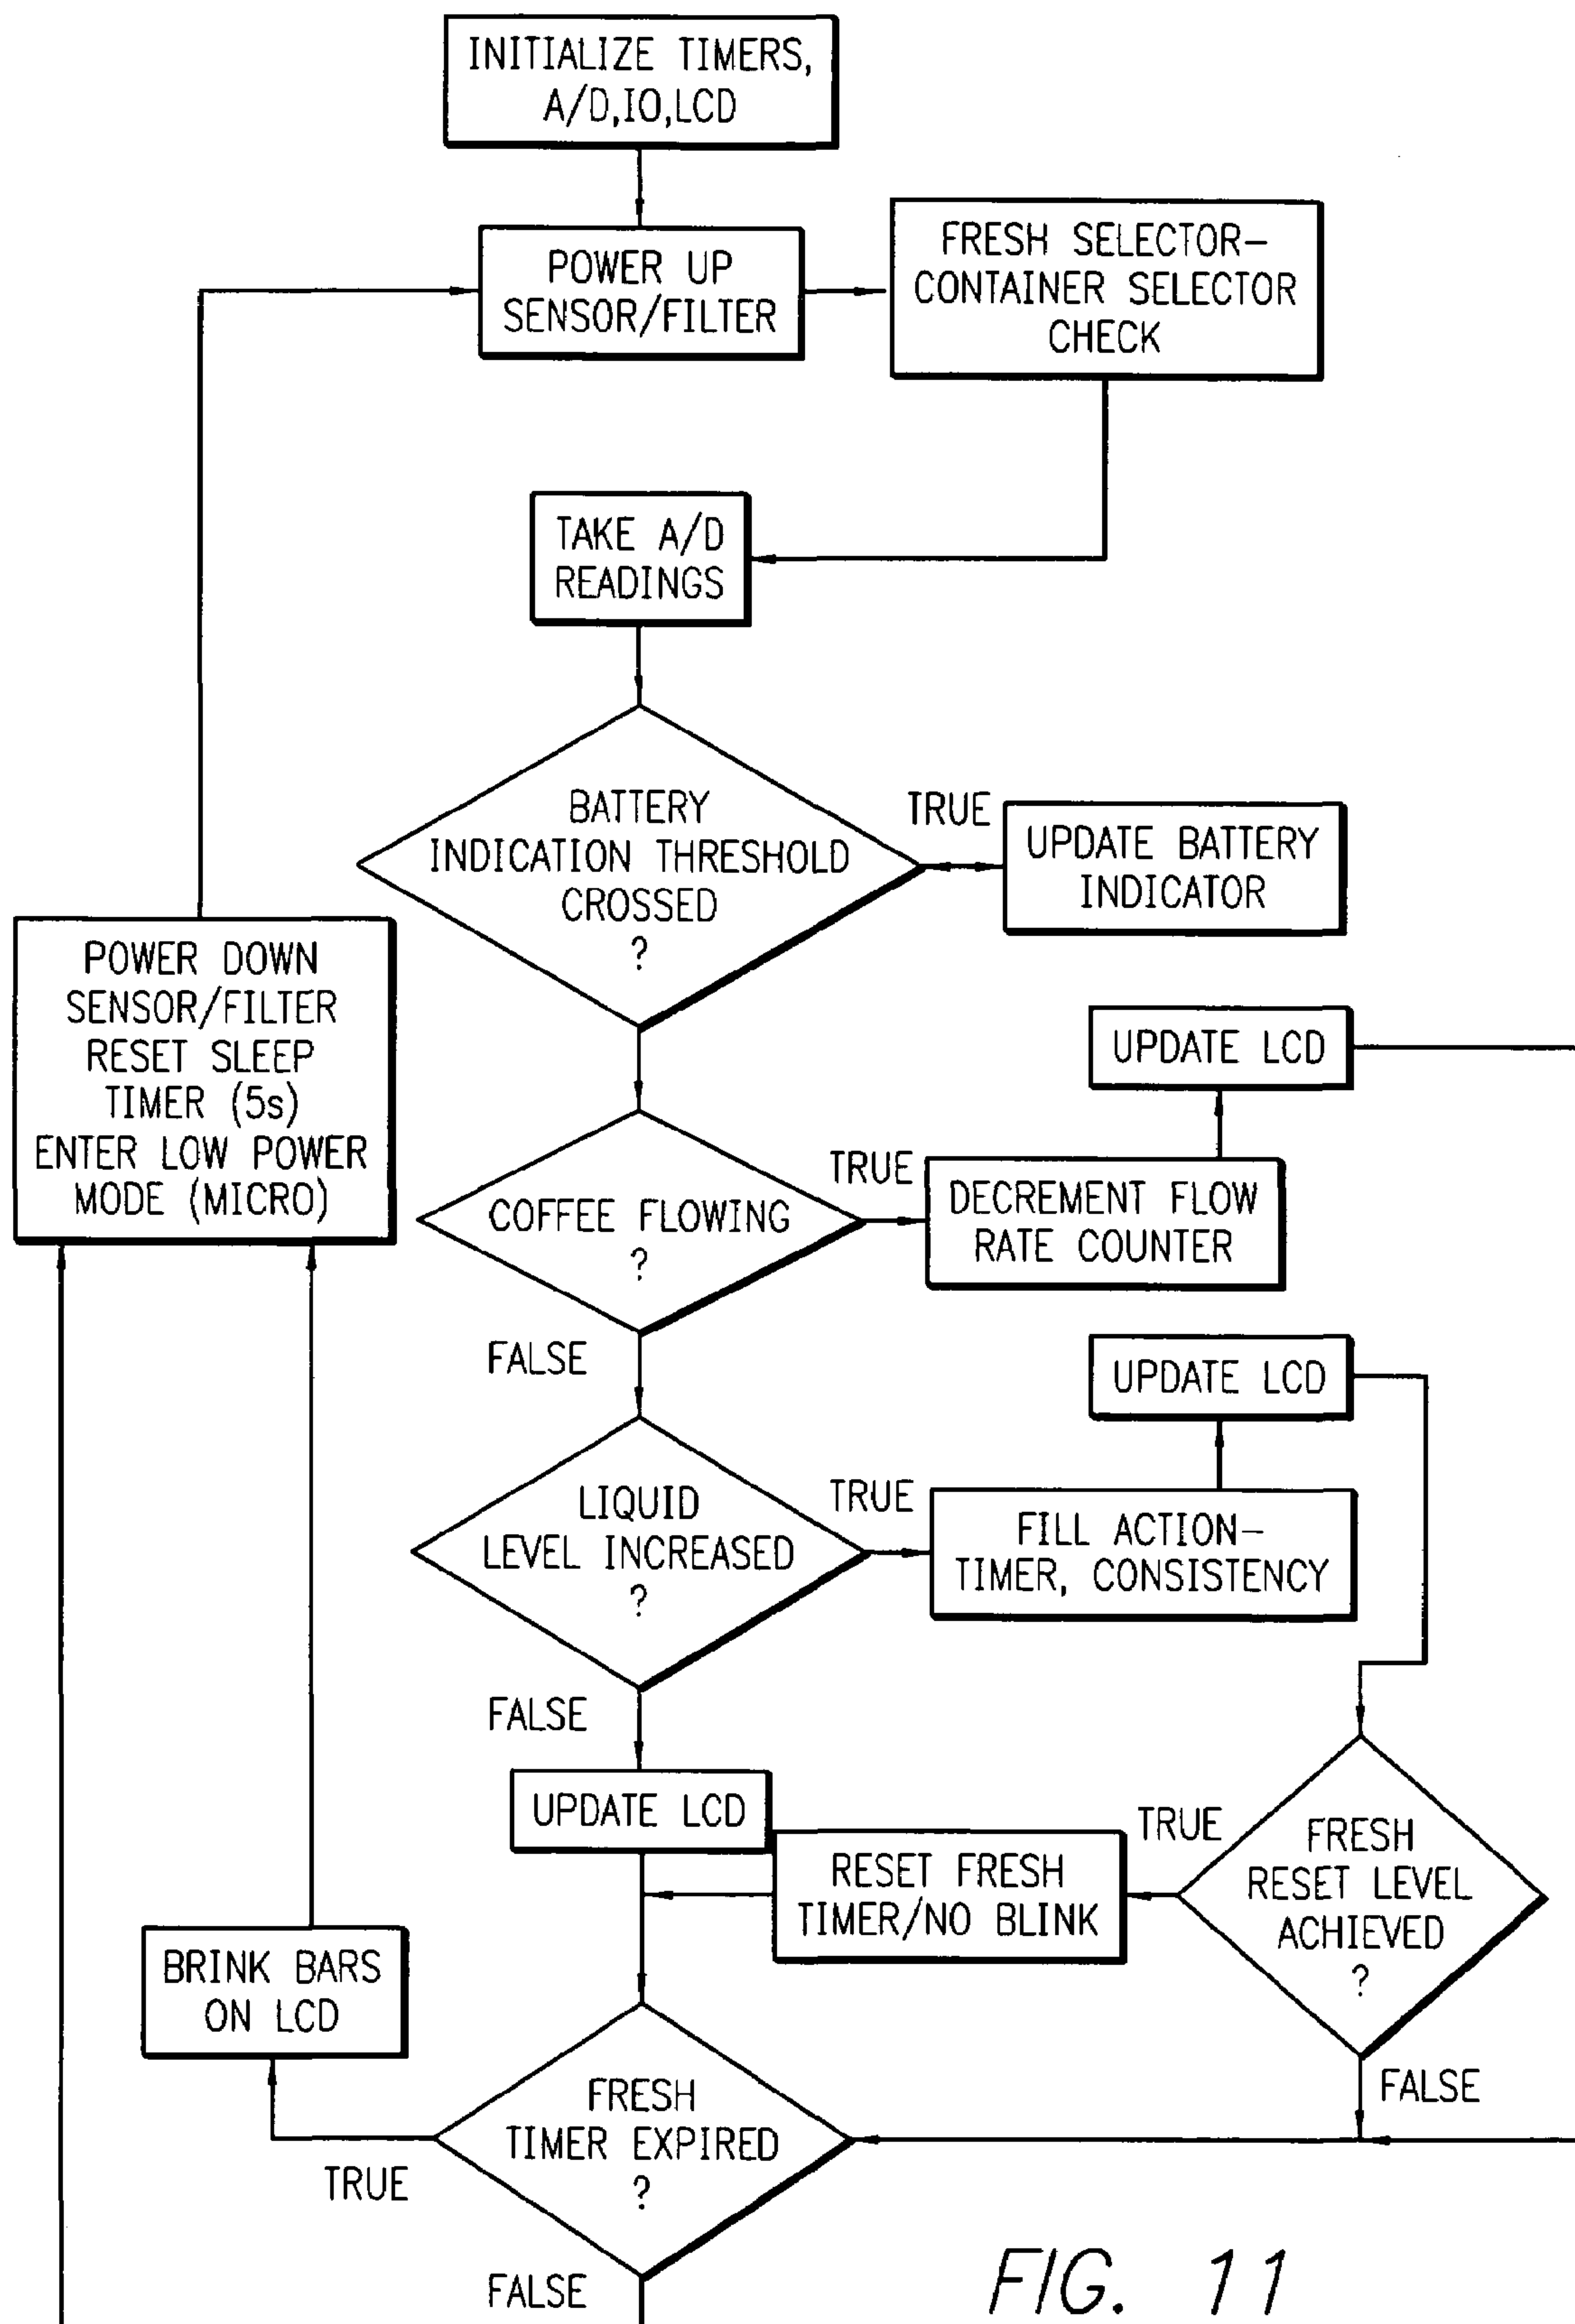 INITIALIZE TIMERS,
A/D,IO,LCD
POWER UP
SENSOR/FILTER
FRESH SELECTOR-
CONTAINER SELECTOR
CHECK
TAKE A/D
READINGS
BATTERY
INDICATION THRESHOLD
CROSSED
?
TRUE
UPDATE BATTERY
INDICATOR
POWER DOWN
SENSOR/FILTER
RESET SLEEP
TIMER (5s)
ENTER LOW POWER
MODE (MICRO)
UPDATE LCD
COFFEE FLOWING
?
TRUE
DECREMENT FLOW
RATE COUNTER
FALSE
UPDATE LCD
LIQUID
LEVEL INCREASED
?
TRUE
FILL ACTION-
TIMER, CONSISTENCY
FALSE
UPDATE LCD
RESET FRESH
TIMER/NO BLINK
TRUE
FRESH
RESET LEVEL
ACHIEVED
?
FALSE
BRINK BARS
ON LCD
FRESH
TIMER EXPIRED
?
TRUE
FALSE
FIG. 11